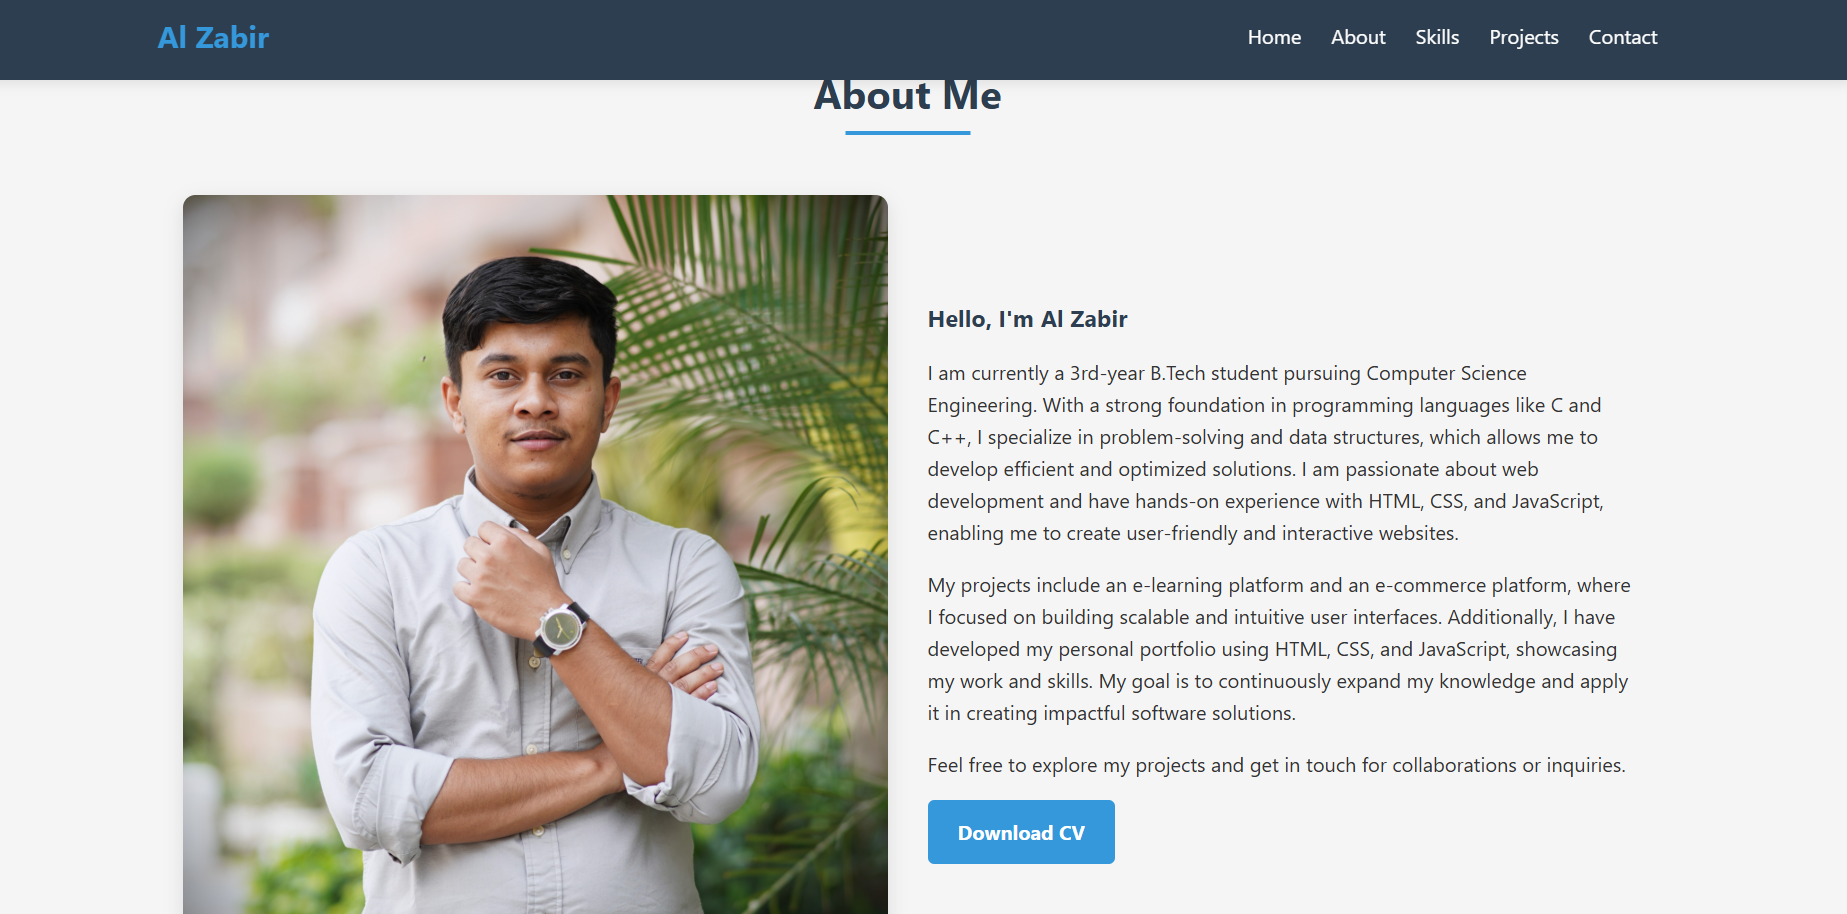 Al Zabir
Home About Skills Projects Contact
About Me
Hello, I'm Al Zabir
I am currently a 3rd-year B.Tech student pursuing Computer Science
Engineering. With a strong foundation in programming languages like C and
C++, I specialize in problem-solving and data structures, which allows me to
develop efficient and optimized solutions. I am passionate about web
development and have hands-on experience with HTML, CSS, and JavaScript,
enabling me to create user-friendly and interactive websites.
My projects include an e-learning platform and an e-commerce platform, where
I focused on building scalable and intuitive user interfaces. Additionally, I have
developed my personal portfolio using HTML, CSS, and JavaScript, showcasing
my work and skills. My goal is to continuously expand my knowledge and apply
it in creating impactful software solutions.
Feel free to explore my projects and get in touch for collaborations or inquiries.
Download CV